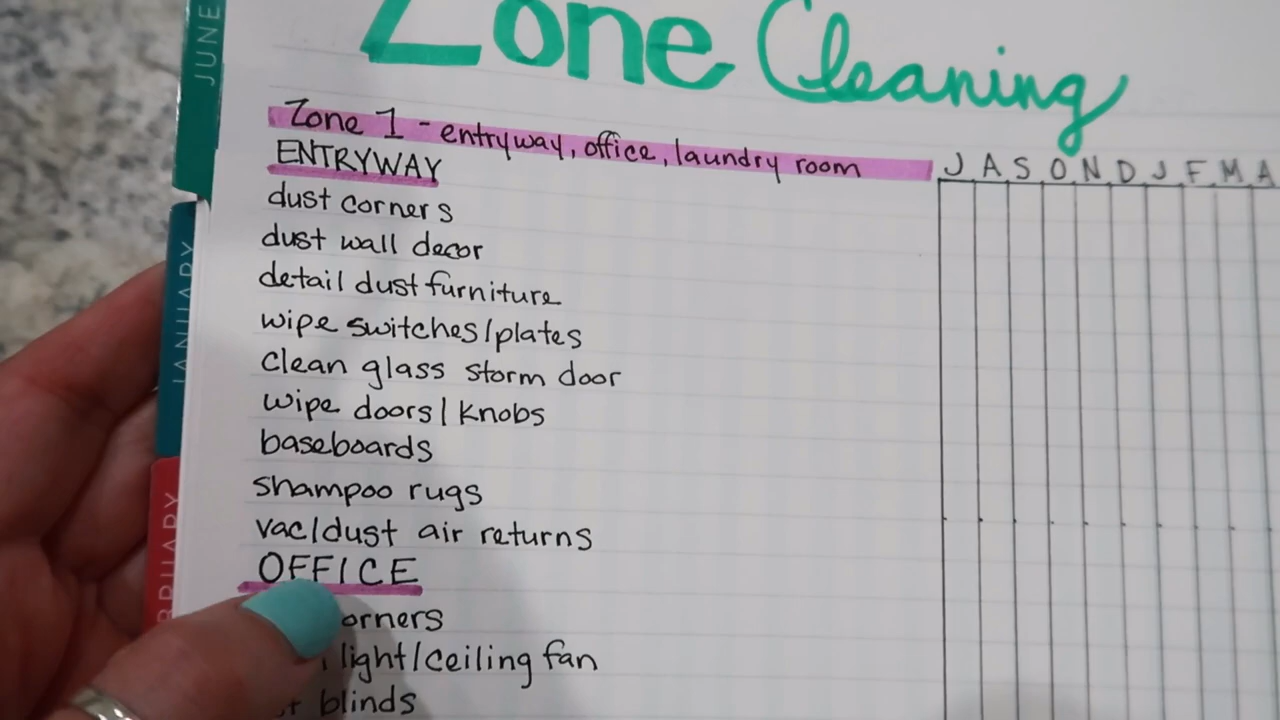 JUNE
JANUARY
Zone Cleaning
Zone 1 - entryway, office, laundry room
J A S O N D J F M A
ENTRYWAY
dust corners
dust wall decor
detail dust furniture
wipe switches/plates
clean glass storm door
wipe doors/knobs
baseboards
shampoo rugs
vac/dust air returns
OFFICE
corners
light/ceiling fan
blinds